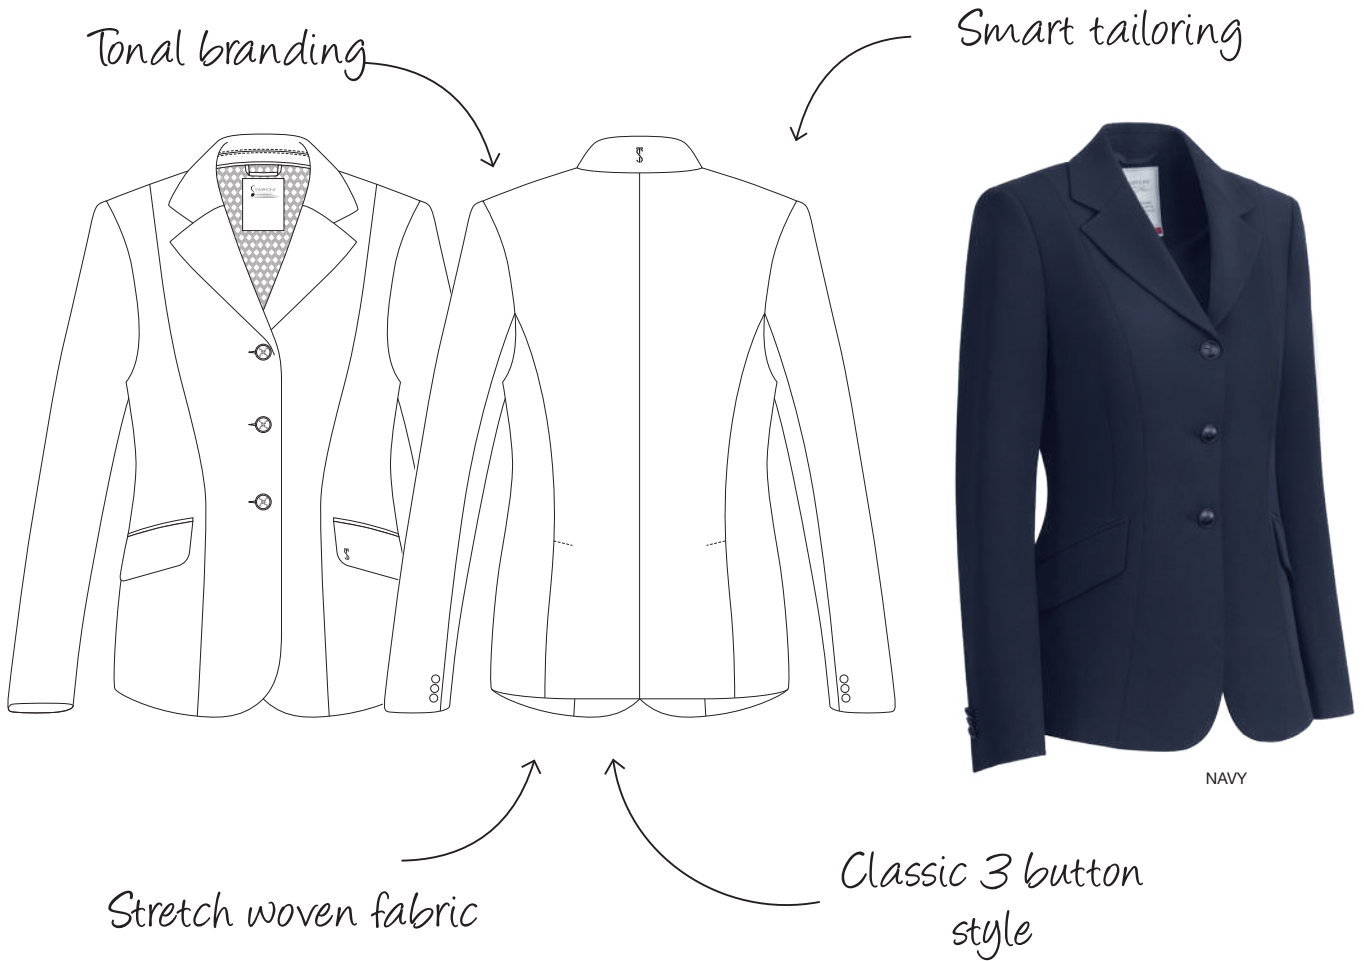 Tonal branding
Smart tailoring
NAVY
Stretch woven fabric
Classic 3 button
style